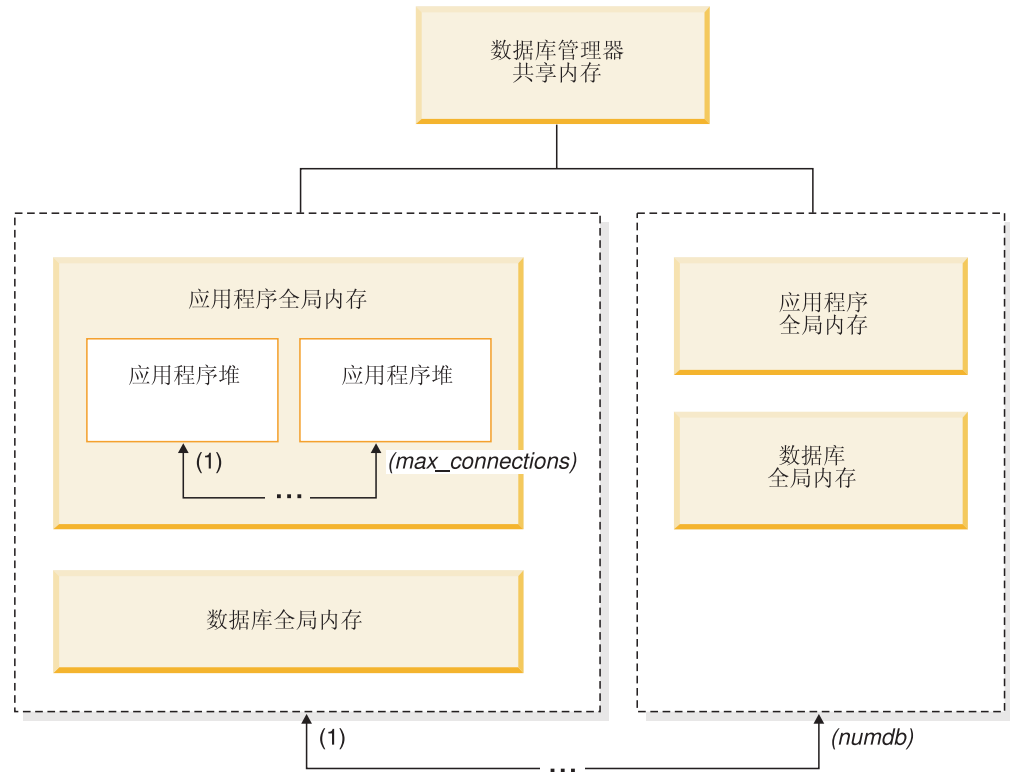 数据库管理器
共享内存
应用程序全局内存
应用程序堆
应用程序堆
(1)
(max_connections)
...
数据库全局内存
应用程序
全局内存
数据库
全局内存
(1)
(numdb)
...